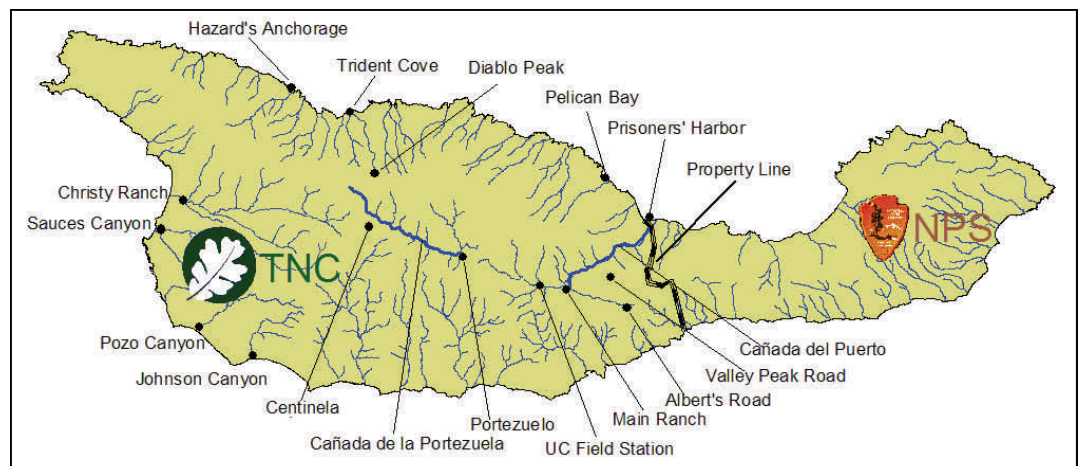 Hazard's Anchorage
Trident Cove
Diablo Peak
Pelican Bay
Prisoners' Harbor
Property Line
Christy Ranch
Sauces Canyon
TNC
NPS
Pozo Canyon
Johnson Canyon
Centinela
Cañada de la Portezuela
Portezuelo
UC Field Station
Main Ranch
Albert's Road
Valley Peak Road
Cañada del Puerto